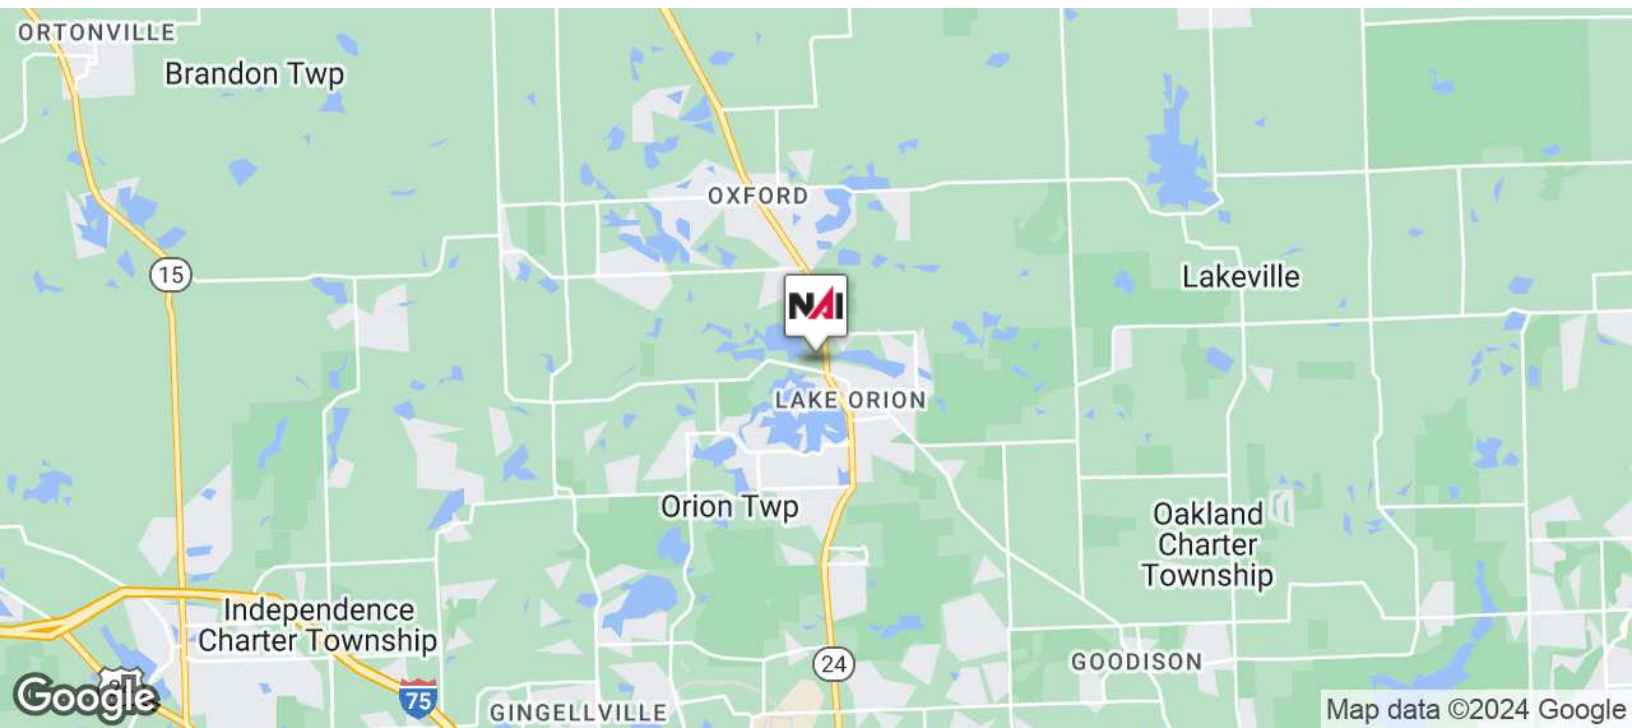 ORTONVILLE
Brandon Twp
OXFORD
15
Lakeville
NAI
LAKE ORION
Orion Twp
Oakland
Charter
Township
Independence
Charter Township
24
GOODISON
75
GINGELLVILLE
Google
Map data ©2024 Google